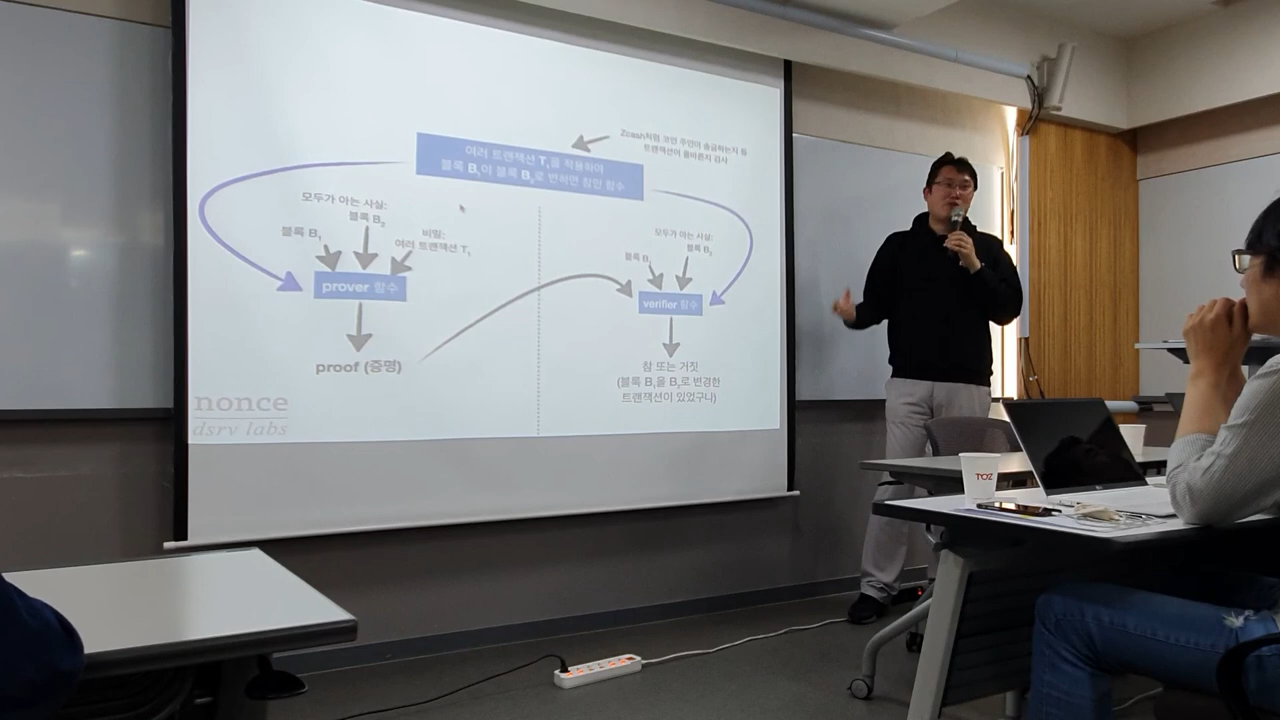 Zcash처럼 코인 주인이 송금하는지 등
트랜잭션이 올바른지 검사
여러 트랜잭션 T₁을 적용하여
블록 B₁이 블록 B₂로 변하면 참인 함수
모두가 아는 사실:
블록 B₂
블록 B₁
비밀:
여러 트랜잭션 T₁
prover 함수
proof (증명)
모두가 아는 사실:
블록 B₂
블록 B₁
verifier 함수
참 또는 거짓
(블록 B₁을 B₂로 변경한
트랜잭션이 있었구나)
nonce
dsrv labs
TOZ